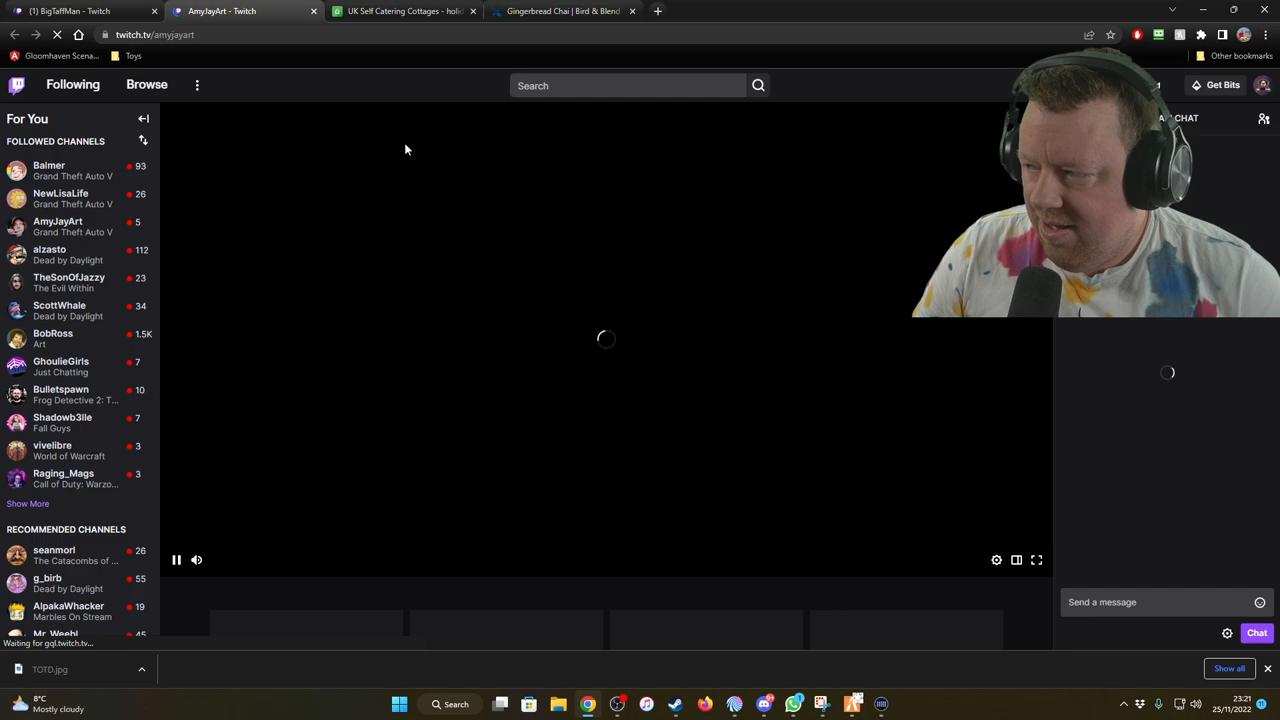 (1) BigTaffMan - Twitch
AmyJayArt - Twitch
UK Self Catering Cottages - holid
Gingerbread Chai | Bird & Blend
twitch.tv/amyjayart
Gloomhaven Scena...
Toys
Other bookmarks
Following
Browse
Search
Get Bits
For You
CHAT
FOLLOWED CHANNELS
Balmer
93
Grand Theft Auto V
NewLisaLife
26
Grand Theft Auto V
AmyJayArt
5
Grand Theft Auto V
alzasto
112
Dead by Daylight
TheSonOfJazzy
23
The Evil Within
ScottWhale
34
Dead by Daylight
BobRoss
1.5K
Art
GhoulieGirls
7
Just Chatting
Bulletspawn
10
Frog Detective 2: T...
Shadowb3lle
7
Fall Guys
vivelibre
3
World of Warcraft
Raging_Mags
3
Call of Duty: Warzo...
Show More
RECOMMENDED CHANNELS
seanmorl
26
The Catacombs of ...
g_birb
55
Dead by Daylight
AlpakaWhacker
19
Marbles On Stream
Mr_Weebl
45
Send a message
Chat
Waiting for gql.twitch.tv...
TOTD.jpg
Show all
8°C
Mostly cloudy
Search
23:21
25/11/2022